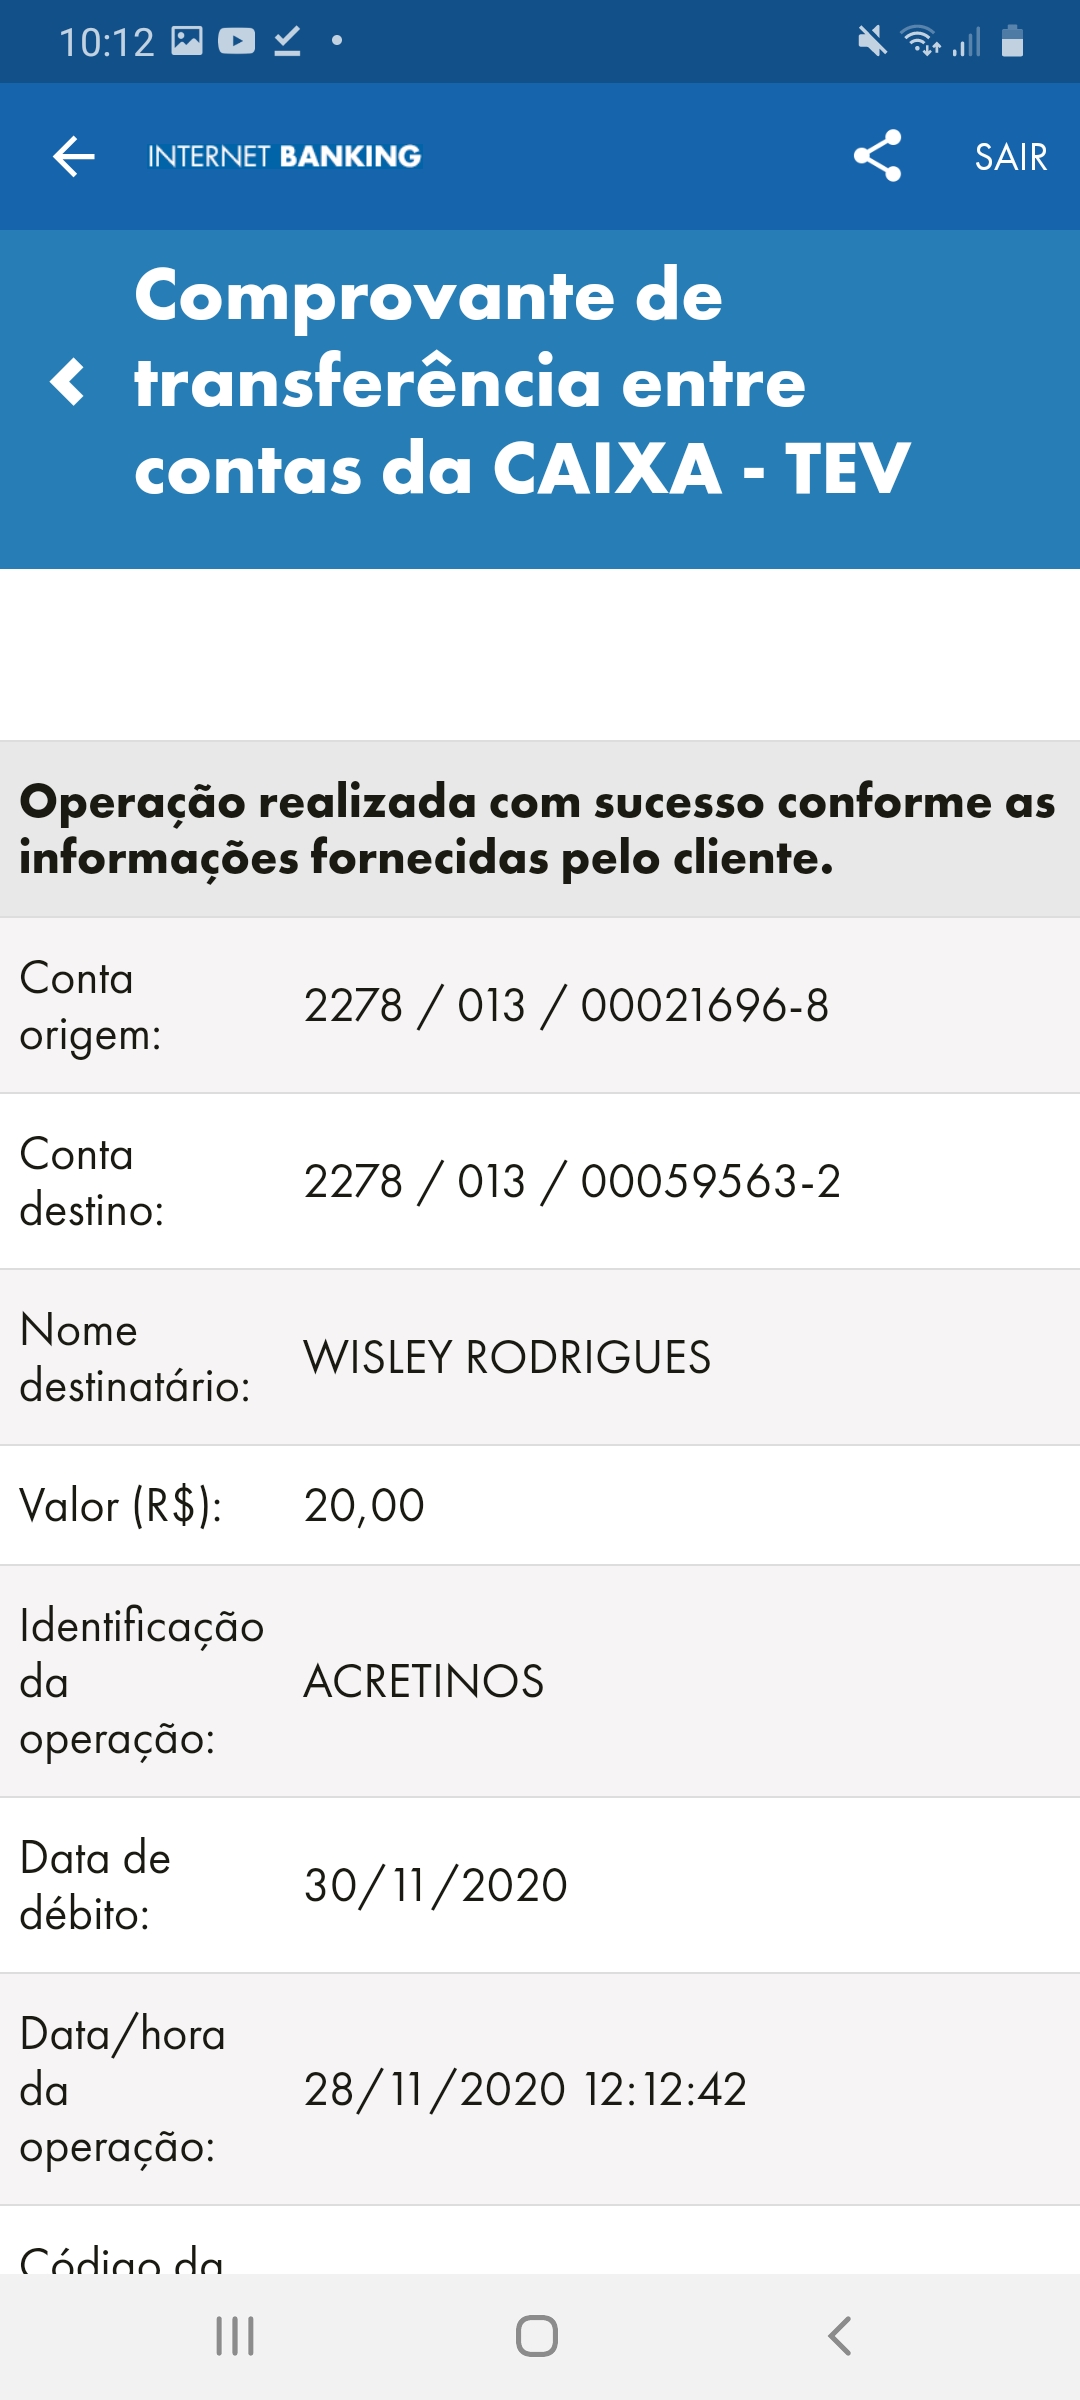 10:12
INTERNET BANKING
SAIR
Comprovante de
transferência entre
contas da CAIXA - TEV
Operação realizada com sucesso conforme as
informações fornecidas pelo cliente.
Conta
origem:
2278 / 013 / 00021696-8
Conta
destino:
2278 / 013 / 00059563-2
Nome
destinatário:
WISLEY RODRIGUES
Valor (R$):
20,00
Identificação
da
operação:
ACRETINOS
Data de
débito:
30/11/2020
Data/hora
da
operação:
28/11/2020 12:12:42
Código da